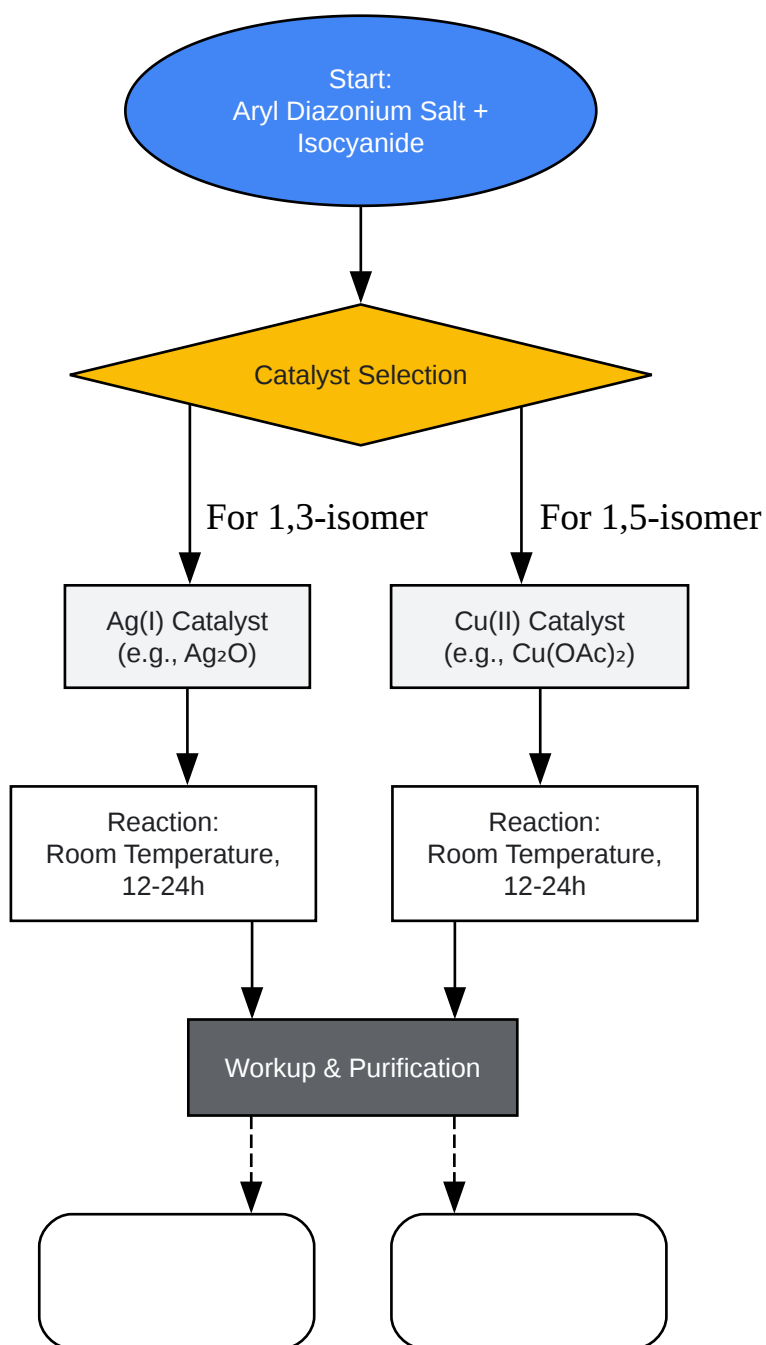 Start:
Aryl Diazonium Salt +
Isocyanide
Catalyst Selection
For 1,3-isomer
For 1,5-isomer
Ag(I) Catalyst
(e.g., Ag₂O)
Cu(II) Catalyst
(e.g., Cu(OAc)₂)
Reaction:
Room Temperature,
12-24h
Reaction:
Room Temperature,
12-24h
Workup & Purification